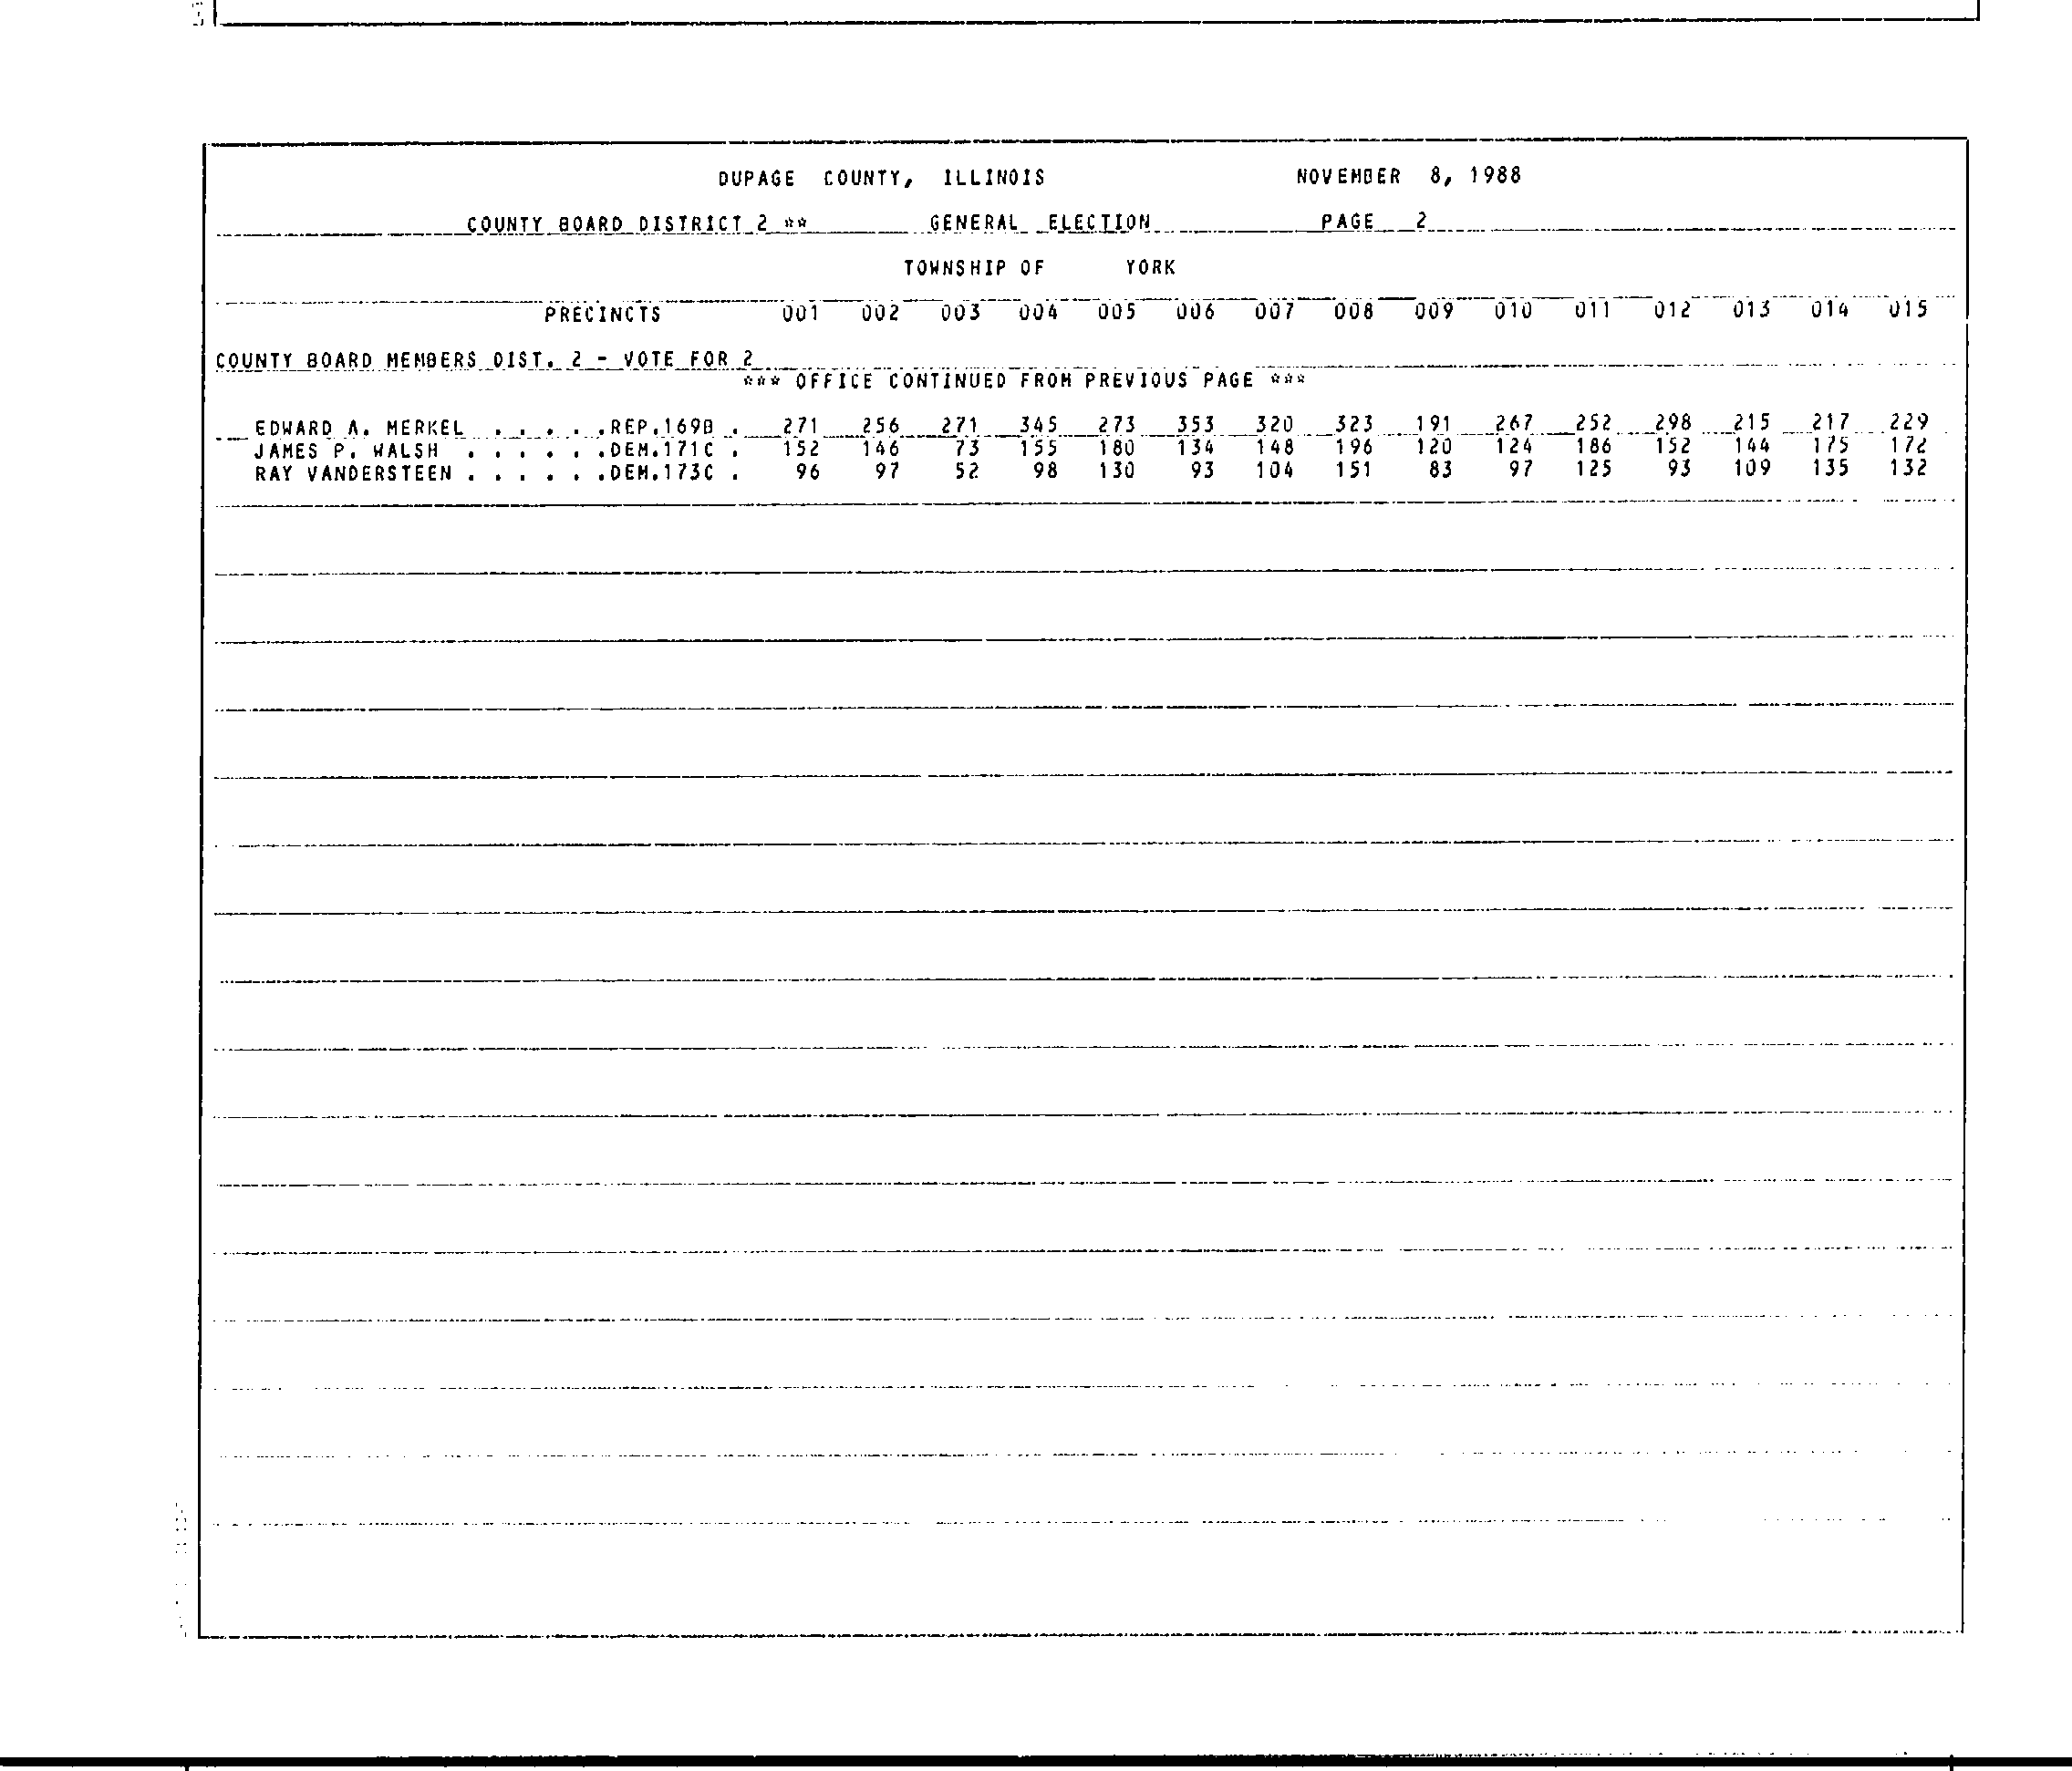 DUPAGE COUNTY, ILLINOIS NOVEMBER 8, 1988
COUNTY BOARD DISTRICT 2 ** GENERAL ELECTION PAGE 2
TOWNSHIP OF YORK
PRECINCTS 001 002 003 004 005 006 007 008 009 010 011 012 013 014 015
COUNTY BOARD MEMBERS DIST. 2 - VOTE FOR 2
*** OFFICE CONTINUED FROM PREVIOUS PAGE ***
EDWARD A. MERKEL . . . . .REP.169B . 271 256 271 345 273 353 320 323 191 267 252 298 215 217 229
JAMES P. WALSH . . . . . .DEM.171C . 152 146 73 155 180 134 148 196 120 124 186 152 144 175 172
RAY VANDERSTEEN . . . . . .DEM.173C . 96 97 52 98 130 93 104 151 83 97 125 93 109 135 132